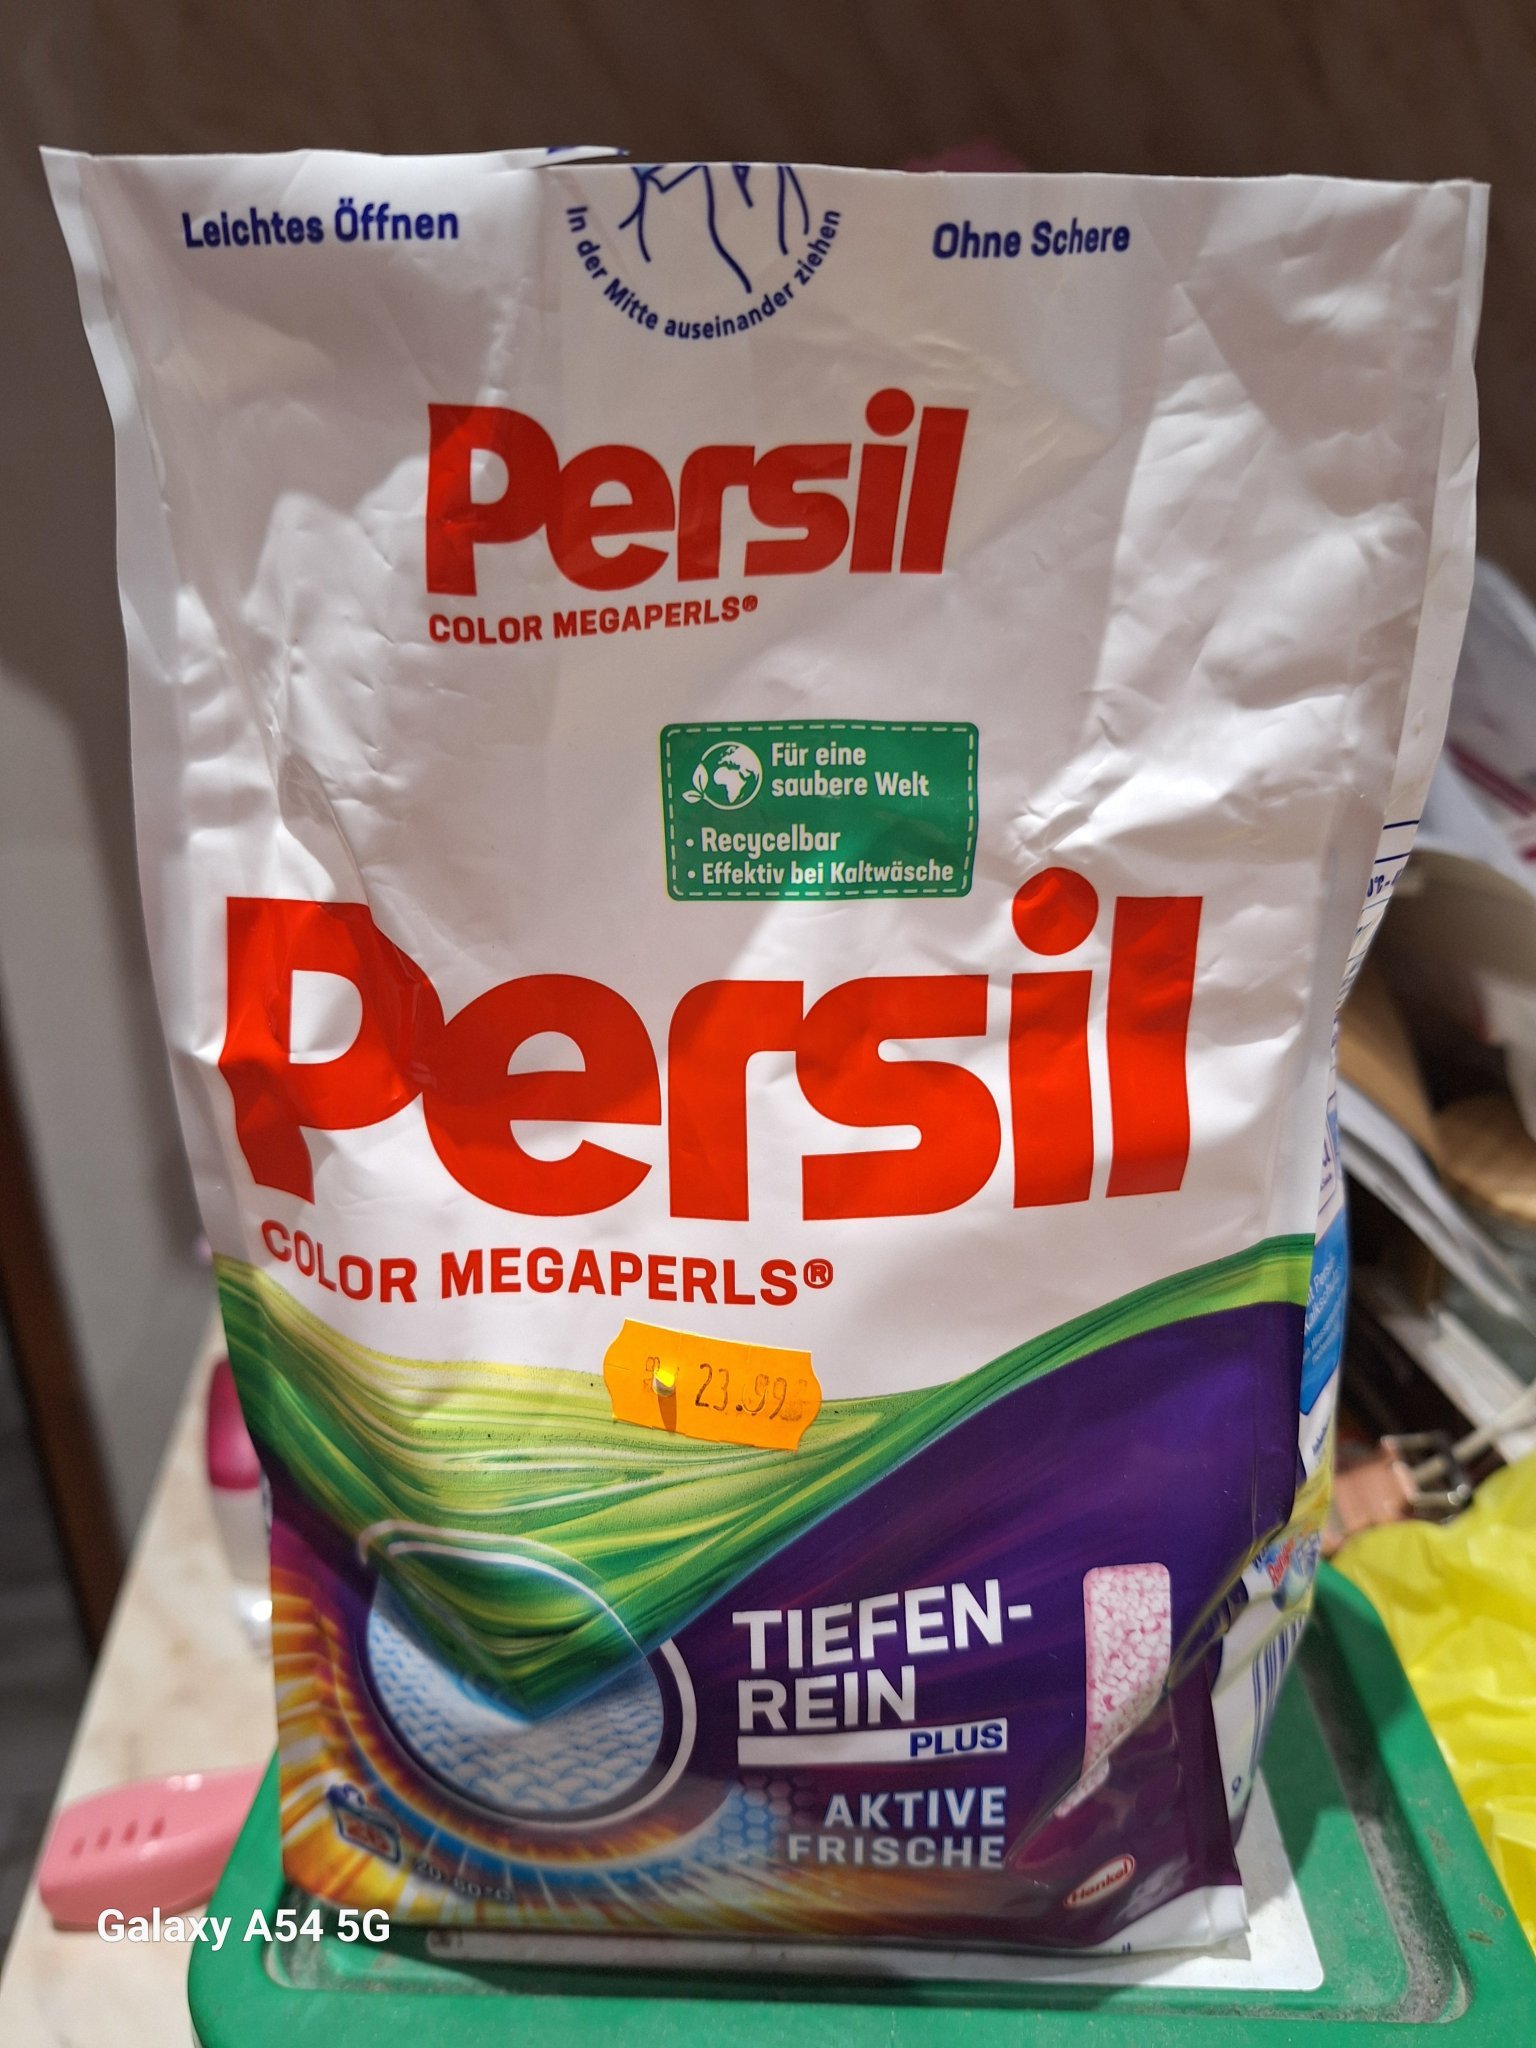 Leichtes Öffnen
In der Mitte auseinander ziehen
Ohne Schere
Persil
COLOR MEGAPERLS®
Für eine
saubere Welt
• Recycelbar
• Effektiv bei Kaltwäsche
Persil
COLOR MEGAPERLS®
23.99
TIEFEN-
REIN
PLUS
AKTIVE
FRISCHE
Henkel
Galaxy A54 5G